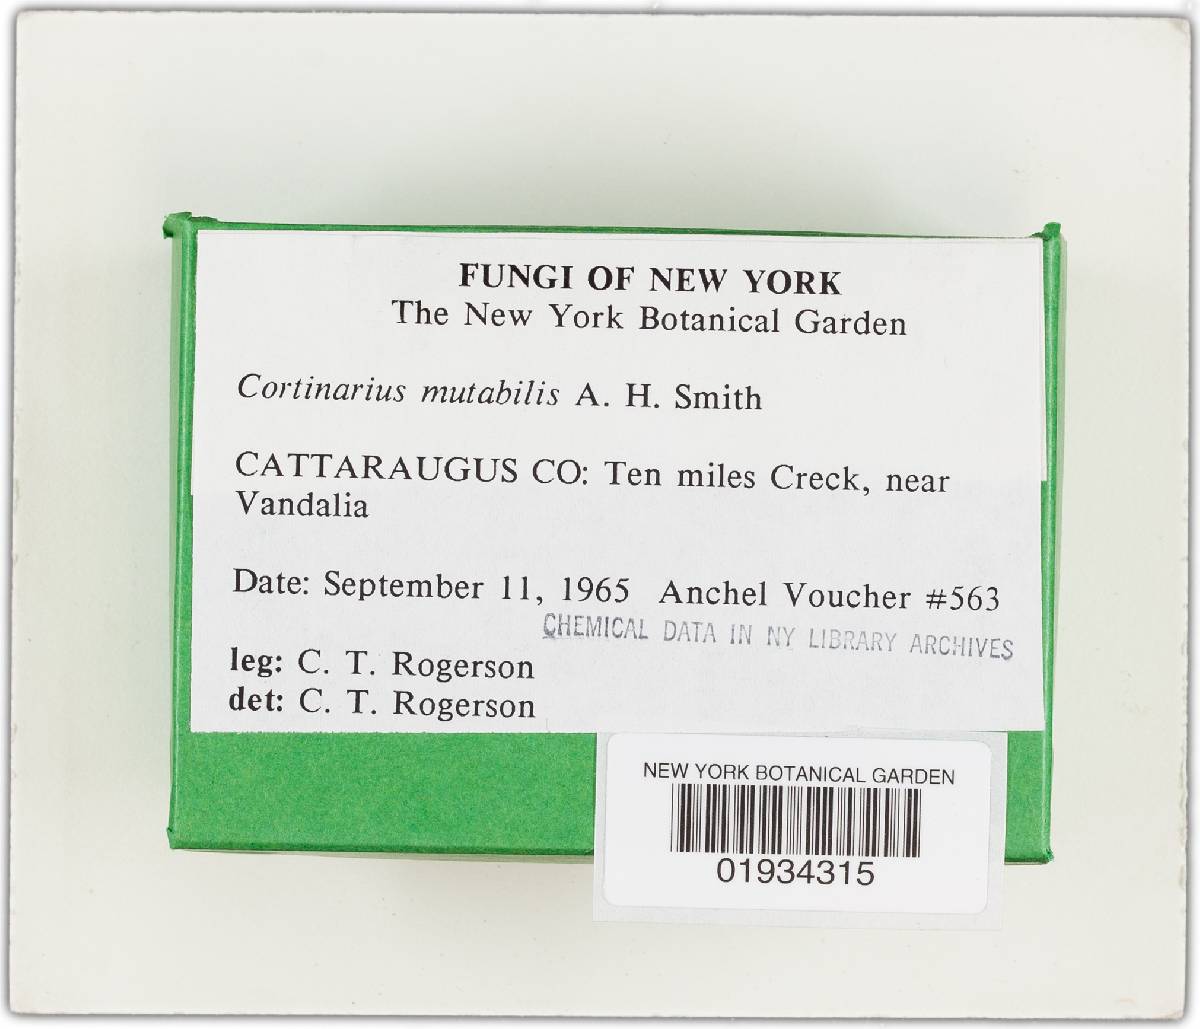 FUNGI OF NEW YORK
The New York Botanical Garden
Cortinarius mutabilis A. H. Smith
CATTARAUGUS CO: Ten miles Creck, near
Vandalia
Date: September 11, 1965 Anchel Voucher #563
CHEMICAL DATA IN NY LIBRARY ARCHIVES
leg: C. T. Rogerson
det: C. T. Rogerson
NEW YORK BOTANICAL GARDEN
01934315